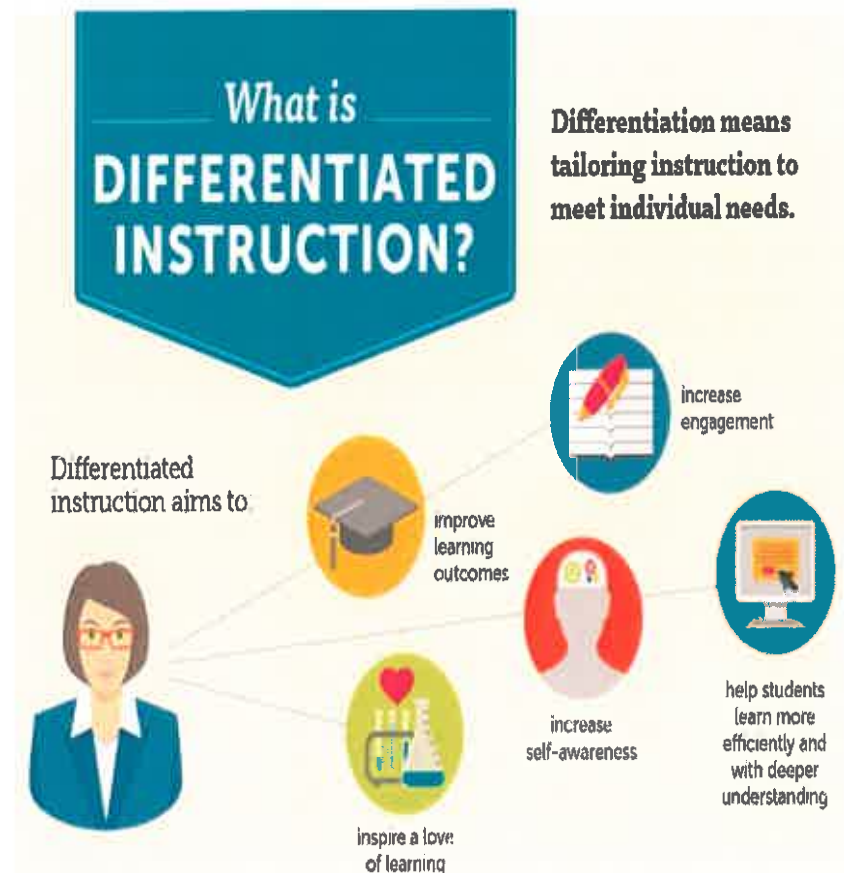 What is
DIFFERENTIATED
INSTRUCTION?
Differentiation means
tailoring instruction to
meet individual needs.
Differentiated
instruction aims to
increase
engagement
improve
learning
outcomes
increase
self-awareness
help students
learn more
efficiently and
with deeper
understanding
inspire a love
of learning